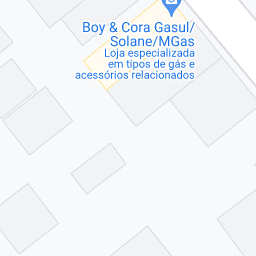 Boy & Cora Gasul/
Solane/MGas
Loja especializada
em tipos de gás e
acessórios relacionados